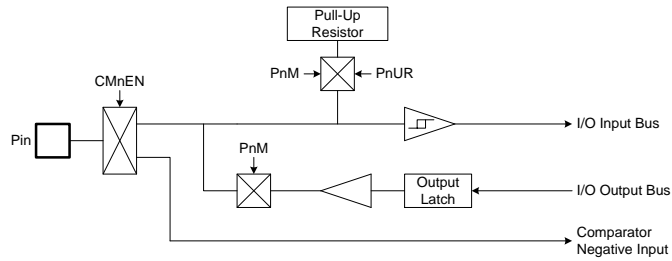 Pull-Up
Resistor
PnM
PnUR
CMnEN
Pin
I/O Input Bus
PnM
Output
Latch
I/O Output Bus
Comparator
Negative Input